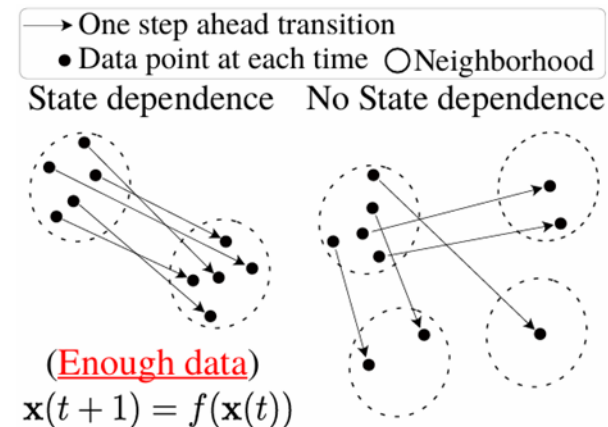 One step ahead transition
Data point at each time Neighborhood
State dependence No State dependence
(Enough data)
x(t + 1) = f(x(t))